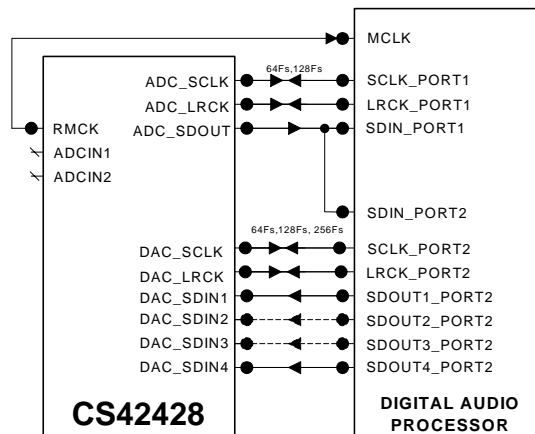 MCLK
64Fs,128Fs
ADC_SCLK
SCLK_PORT1
ADC_LRCK
LRCK_PORT1
RMCK
ADC_SDOUT
SDIN_PORT1
ADCIN1
ADCIN2
SDIN_PORT2
64Fs,128Fs, 256Fs
DAC_SCLK
SCLK_PORT2
DAC_LRCK
LRCK_PORT2
DAC_SDIN1
SDOUT1_PORT2
DAC_SDIN2
SDOUT2_PORT2
DAC_SDIN3
SDOUT3_PORT2
DAC_SDIN4
SDOUT4_PORT2
CS42428
DIGITAL AUDIO
PROCESSOR